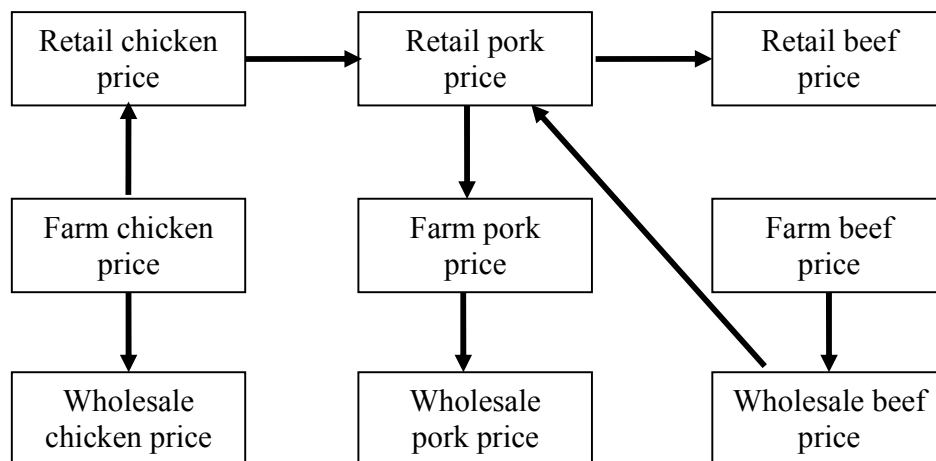 Retail chicken
price
Retail pork
price
Retail beef
price
Farm chicken
price
Farm pork
price
Farm beef
price
Wholesale
chicken price
Wholesale
pork price
Wholesale beef
price